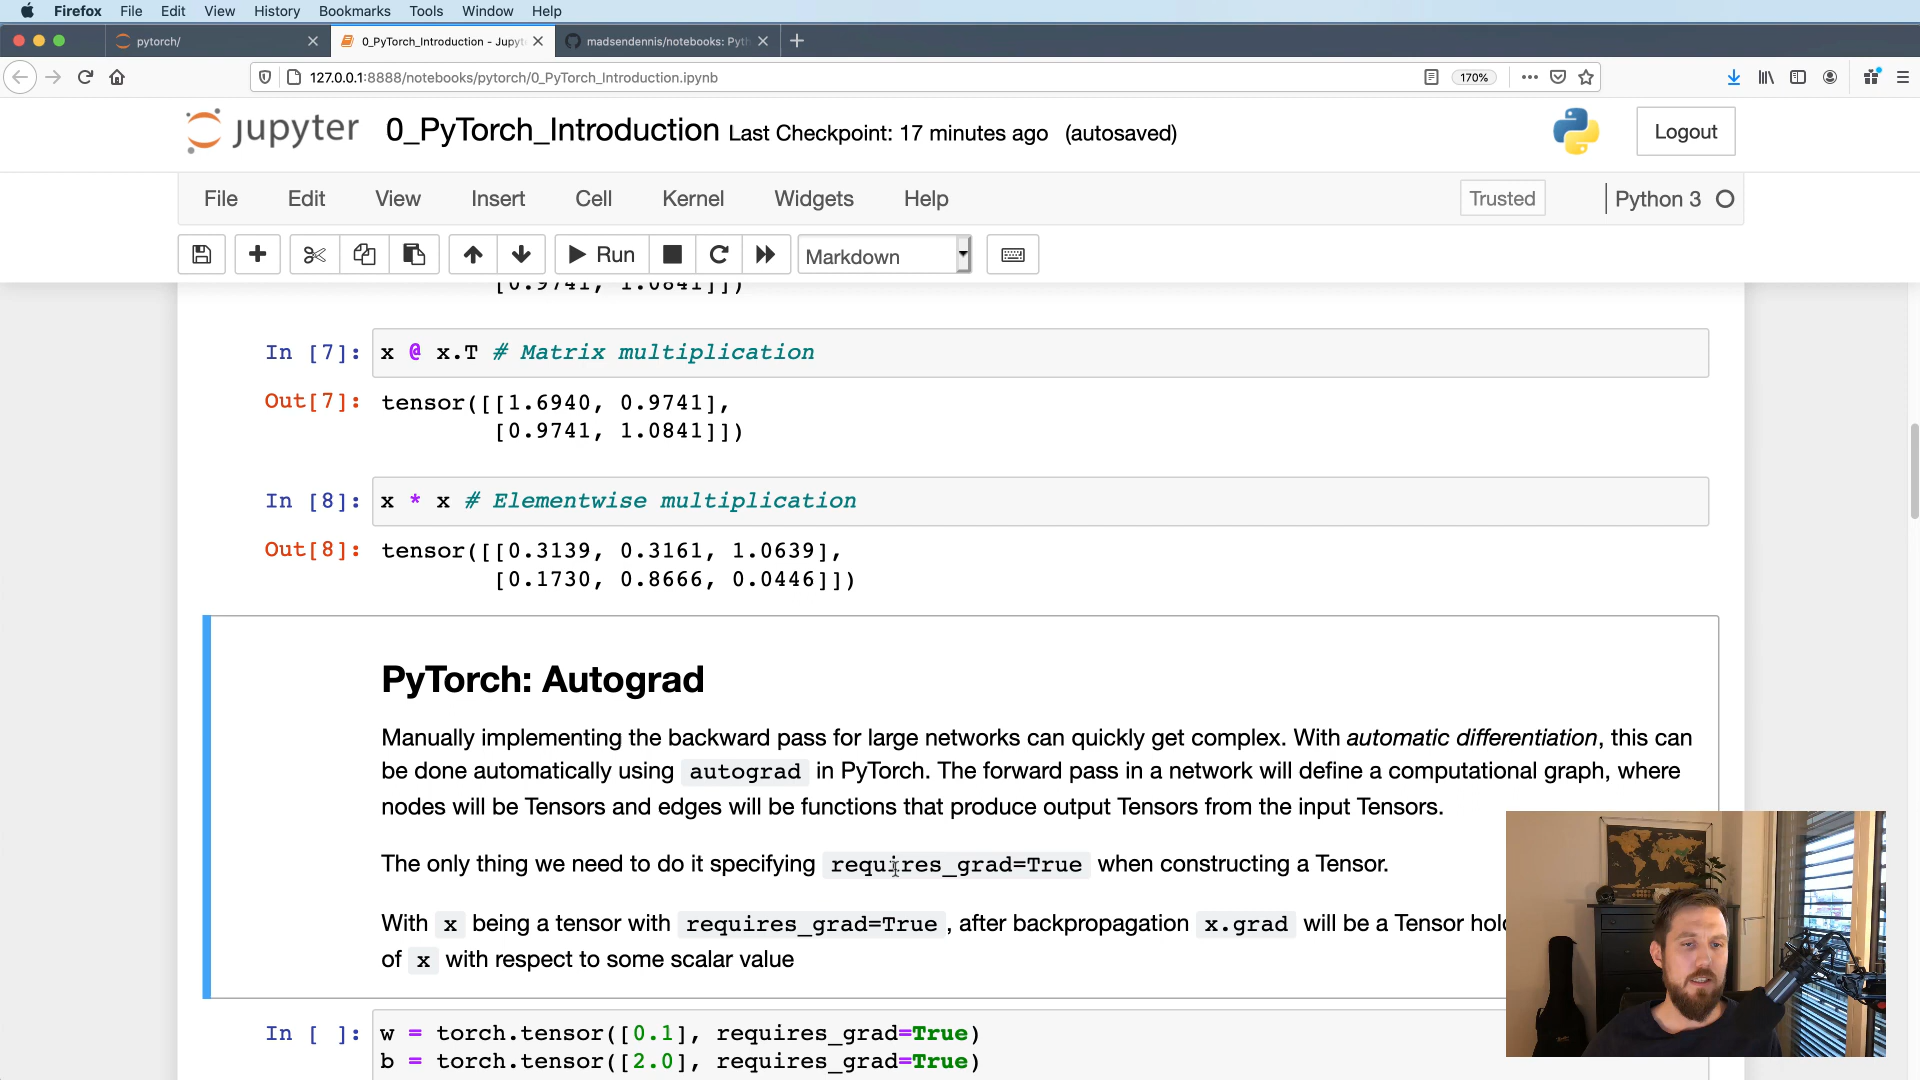 Firefox File Edit View History Bookmarks Tools Window Help
pytorch/
0_PyTorch_Introduction - Jupyt
madsendennis/notebooks: Pyth
127.0.0.1:8888/notebooks/pytorch/0_PyTorch_Introduction.ipynb
170%
jupyter 0_PyTorch_Introduction Last Checkpoint: 17 minutes ago (autosaved)
Logout
File Edit View Insert Cell Kernel Widgets Help
Trusted
Python 3
Run
Markdown
[0.9741, 1.0841]])
In [7]: x @ x.T # Matrix multiplication
Out[7]: tensor([[1.6940, 0.9741],
[0.9741, 1.0841]])
In [8]: x * x # Elementwise multiplication
Out[8]: tensor([[0.3139, 0.3161, 1.0639],
[0.1730, 0.8666, 0.0446]])
PyTorch: Autograd
Manually implementing the backward pass for large networks can quickly get complex. With automatic differentiation, this can
be done automatically using autograd in PyTorch. The forward pass in a network will define a computational graph, where
nodes will be Tensors and edges will be functions that produce output Tensors from the input Tensors.
The only thing we need to do it specifying requires_grad=True when constructing a Tensor.
With x being a tensor with requires_grad=True, after backpropagation x.grad will be a Tensor hold
of x with respect to some scalar value
In [ ]: w = torch.tensor([0.1], requires_grad=True)
b = torch.tensor([2.0], requires_grad=True)